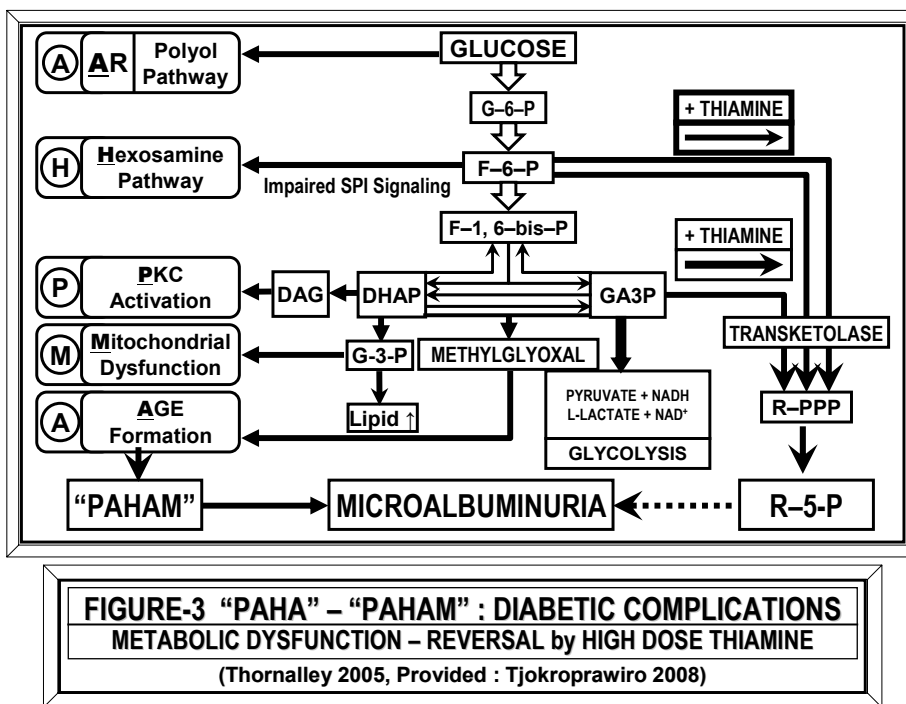 GLUCOSE
A
AR
Polyol
Pathway
G–6–P
+ THIAMINE
H
Hexosamine
Pathway
F–6–P
Impaired SPI Signaling
F–1, 6–bis–P
+ THIAMINE
P
PKC
Activation
DAG
DHAP
GA3P
TRANSKETOLASE
M
Mitochondrial
Dysfunction
G-3-P
METHYLGLYOXAL
A
AGE
Formation
Lipid ↑
PYRUVATE + NADH
L-LACTATE + NAD⁺
GLYCOLYSIS
R–PPP
“PAHAM”
MICROALBUMINURIA
R–5-P
FIGURE-3 “PAHA” – “PAHAM” : DIABETIC COMPLICATIONS
METABOLIC DYSFUNCTION – REVERSAL by HIGH DOSE THIAMINE
(Thornalley 2005, Provided : Tjokroprawiro 2008)